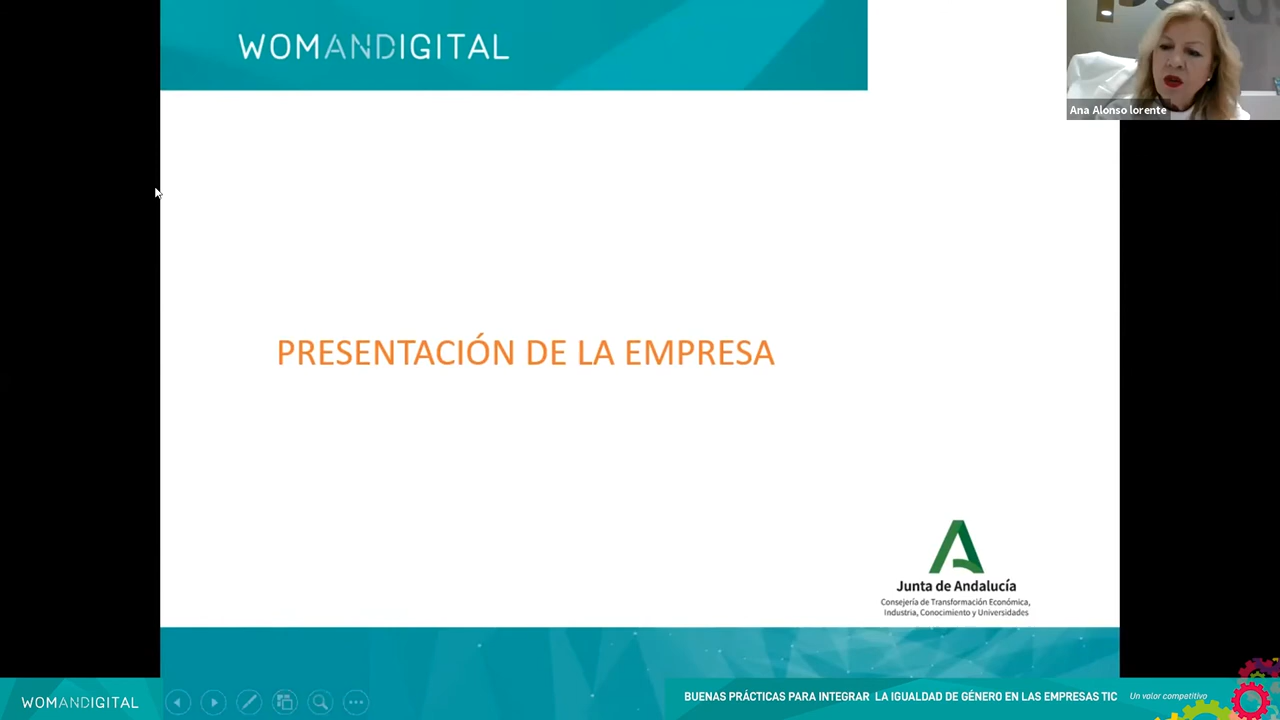 WOMANDIGITAL
Ana Alonso lorente
PRESENTACIÓN DE LA EMPRESA
Junta de Andalucía
Consejería de Transformación Económica,
Industria, Conocimiento y Universidades
WOMANDIGITAL
BUENAS PRÁCTICAS PARA INTEGRAR LA IGUALDAD DE GÉNERO EN LAS EMPRESAS TIC
Un valor competitivo